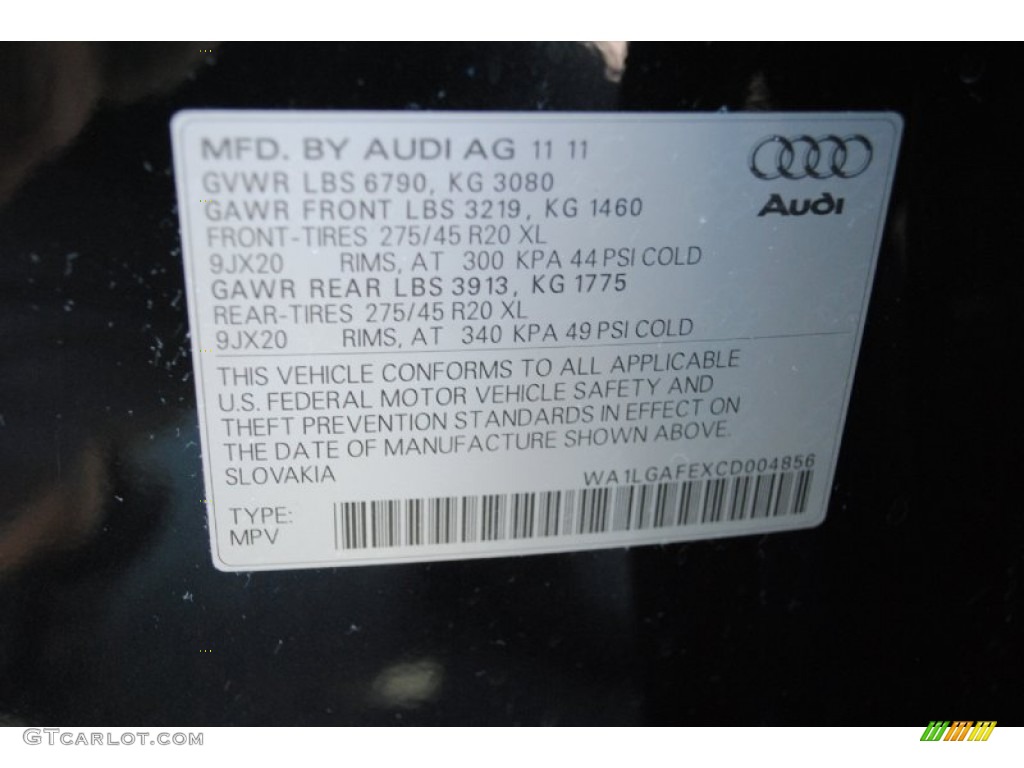 MFD. BY AUDI AG 11 11
GVWR LBS 6790, KG 3080
GAWR FRONT LBS 3219, KG 1460
FRONT-TIRES 275/45 R20 XL
9JX20 RIMS, AT 300 KPA 44 PSI COLD
GAWR REAR LBS 3913, KG 1775
REAR-TIRES 275/45 R20 XL
9JX20 RIMS, AT 340 KPA 49 PSI COLD
Audi
THIS VEHICLE CONFORMS TO ALL APPLICABLE
U.S. FEDERAL MOTOR VEHICLE SAFETY AND
THEFT PREVENTION STANDARDS IN EFFECT ON
THE DATE OF MANUFACTURE SHOWN ABOVE.
SLOVAKIA WA1LGAFEXCD004856
TYPE:
MPV
GTCarLot.com